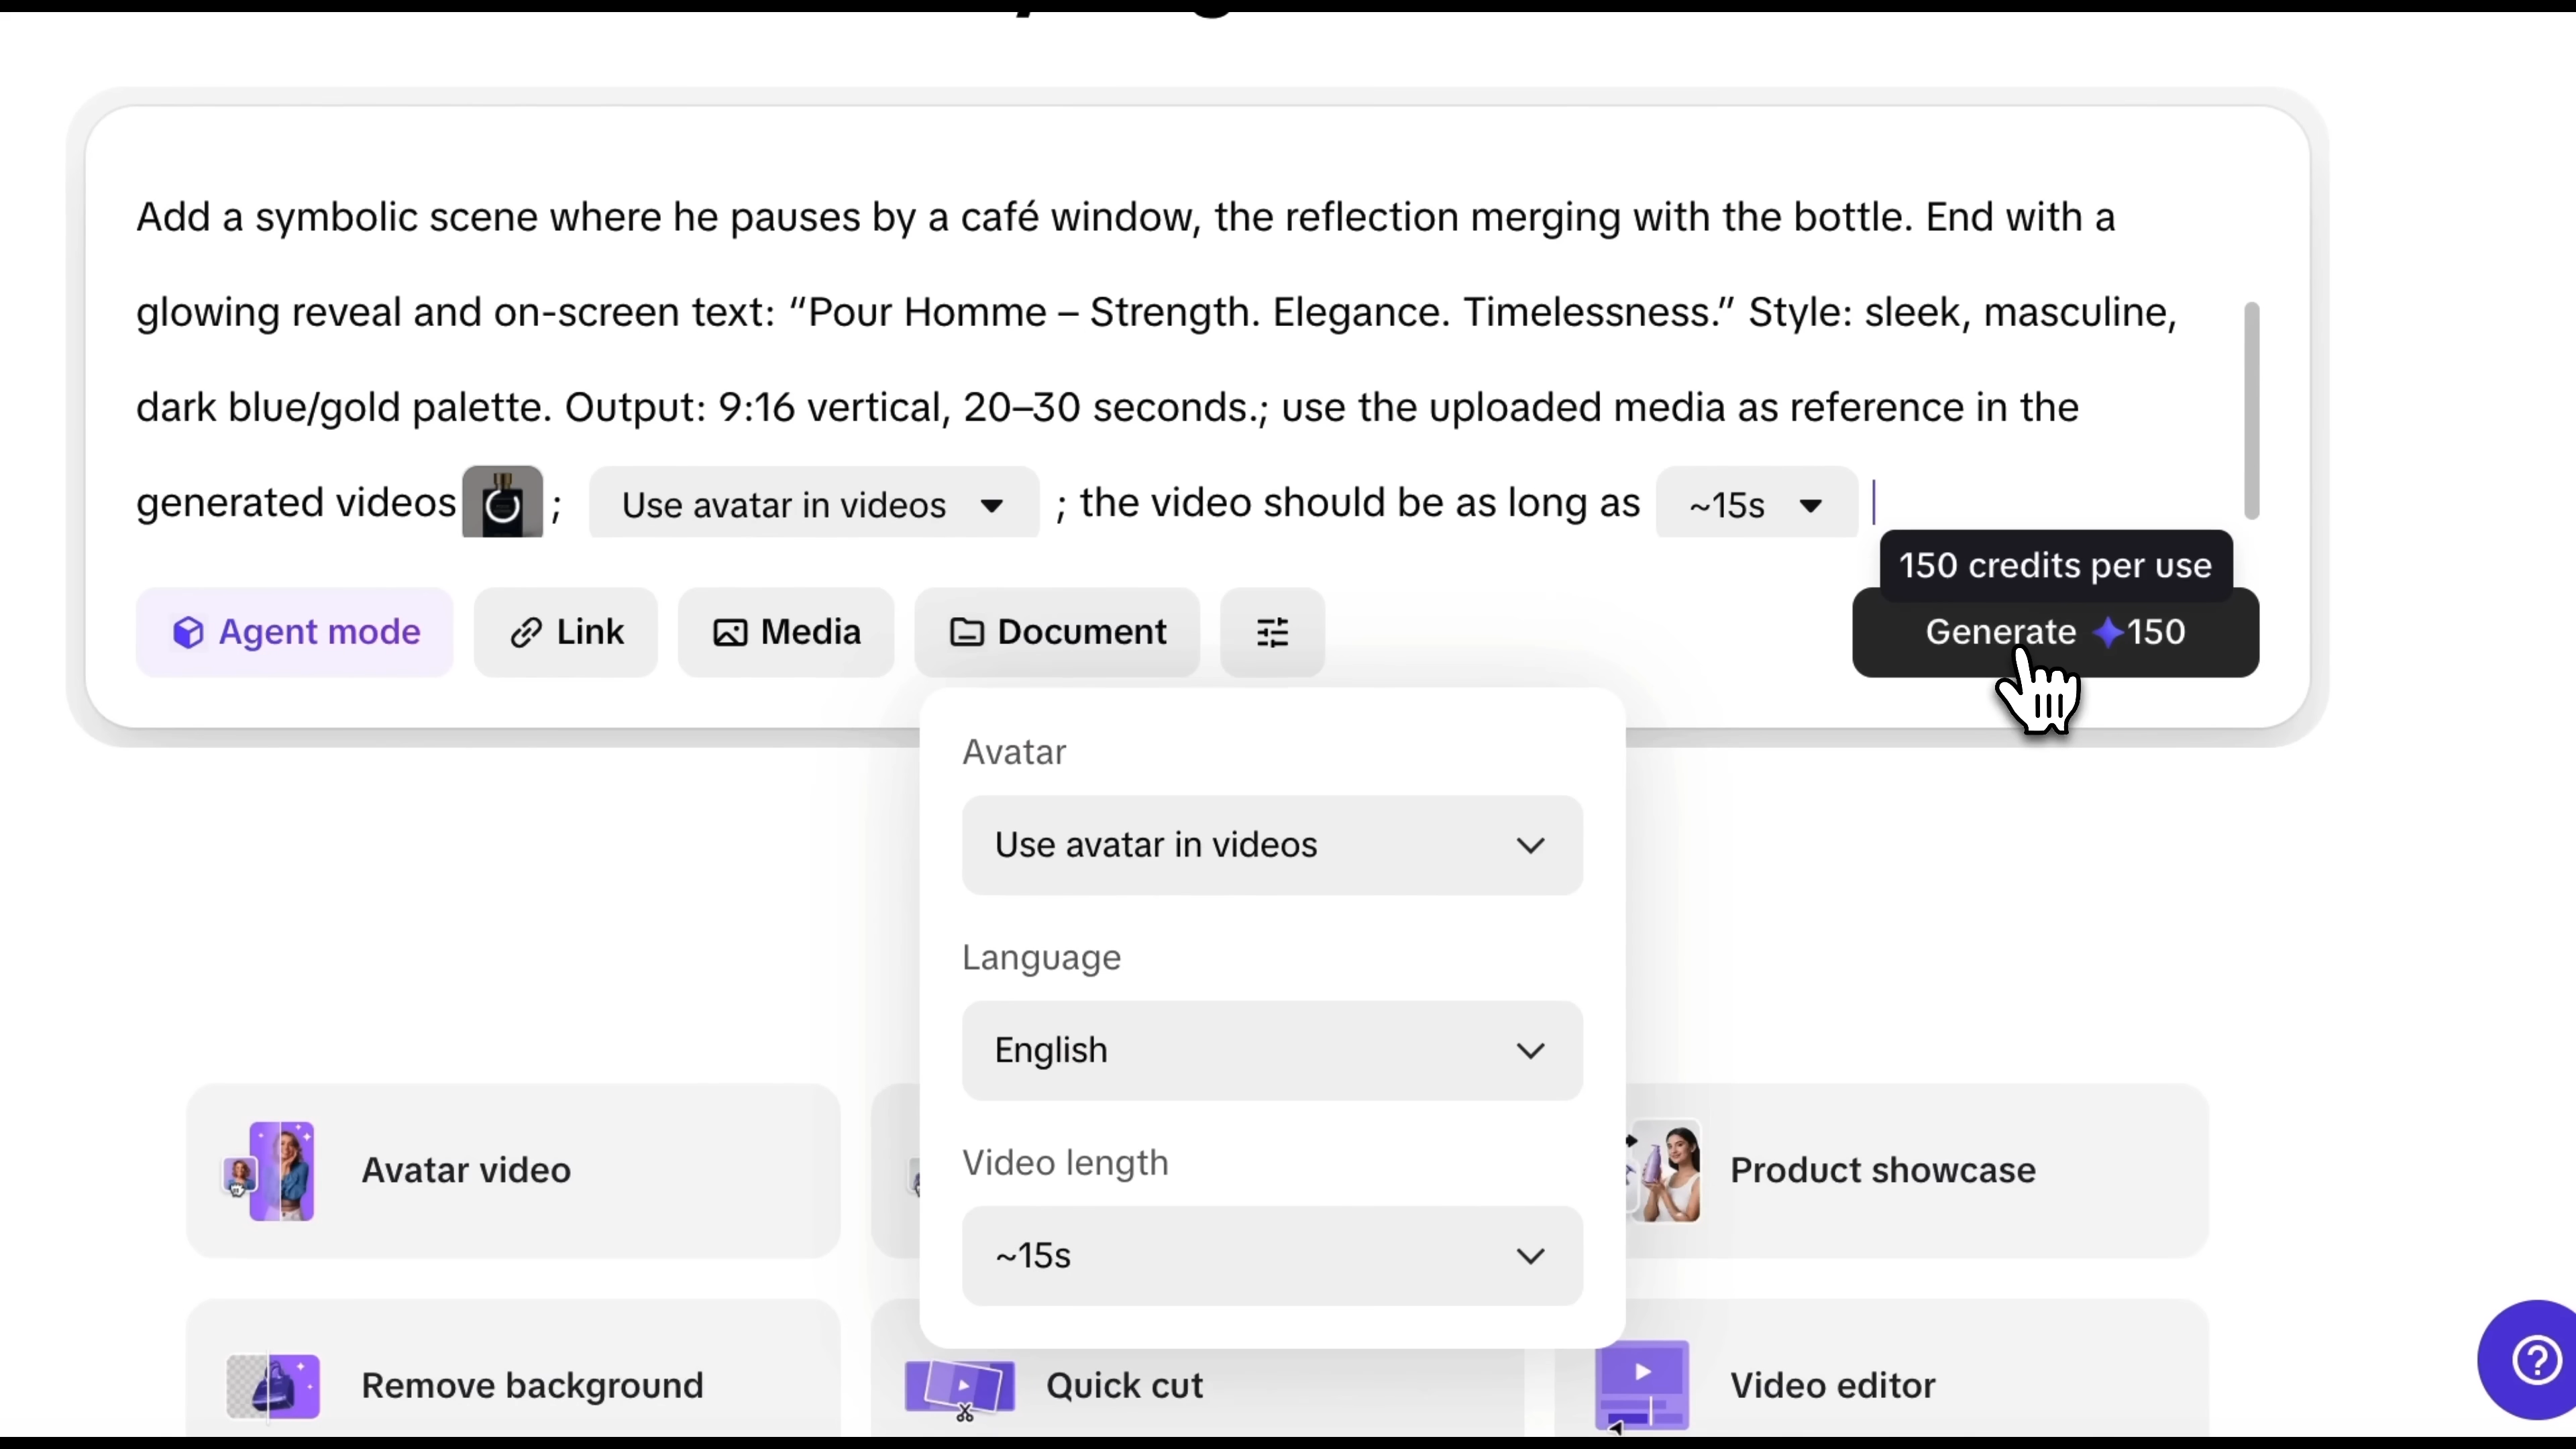 Add a symbolic scene where he pauses by a café window, the reflection merging with the bottle. End with a
glowing reveal and on-screen text: “Pour Homme – Strength. Elegance. Timelessness.” Style: sleek, masculine,
dark blue/gold palette. Output: 9:16 vertical, 20–30 seconds.; use the uploaded media as reference in the
generated videos ; Use avatar in videos ; the video should be as long as ~15s
150 credits per use
Agent mode Link Media Document Generate 150
Avatar
Use avatar in videos
Language
English
Video length
~15s
Avatar video
Product showcase
Remove background
Quick cut
Video editor